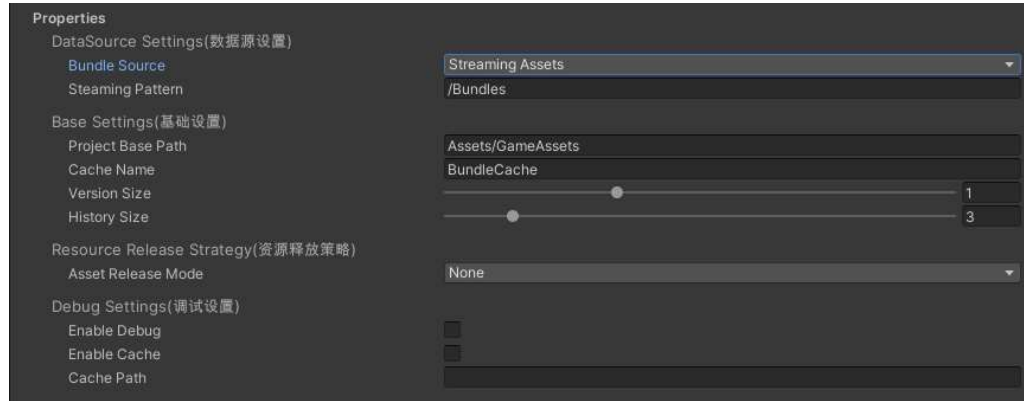 Properties
DataSource Settings(数据源设置)
Bundle Source Streaming Assets
Steaming Pattern /Bundles
Base Settings(基础设置)
Project Base Path Assets/GameAssets
Cache Name BundleCache
Version Size 1
History Size 3
Resource Release Strategy(资源释放策略)
Asset Release Mode None
Debug Settings(调试设置)
Enable Debug
Enable Cache
Cache Path